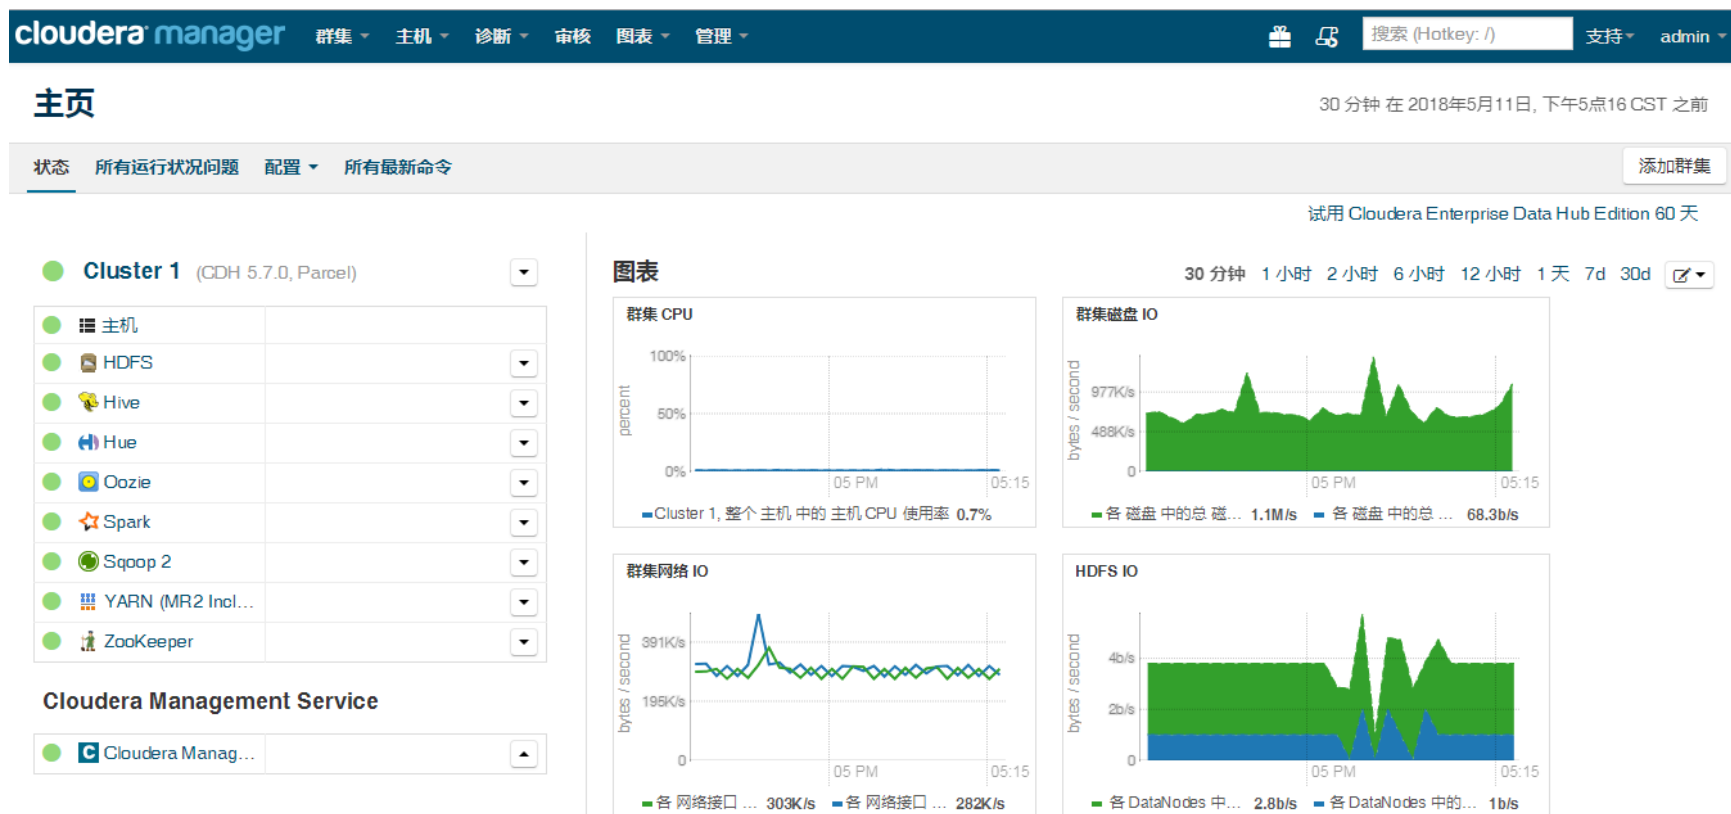 cloudera manager 群集 主机 诊断 审核 图表 管理 搜索 (Hotkey: /) 支持 admin
主页
30 分钟 在 2018年5月11日, 下午5点16 CST 之前
状态 所有运行状况问题 配置 所有最新命令 添加群集
试用 Cloudera Enterprise Data Hub Edition 60 天
Cluster 1 (CDH 5.7.0, Parcel)
主机
HDFS
Hive
Hue
Oozie
Spark
Sqoop 2
YARN (MR2 Incl...
ZooKeeper
Cloudera Management Service
C Cloudera Manag...
图表 30 分钟 1 小时 2 小时 6 小时 12 小时 1 天 7d 30d
群集 CPU
percent
100%
50%
0%
05 PM 05:15
Cluster 1, 整个 主机 中的 主机 CPU 使用率 0.7%
群集磁盘 IO
bytes / second
977K/s
488K/s
0
05 PM 05:15
各 磁盘 中的总 磁... 1.1M/s 各 磁盘 中的总 ... 68.3b/s
群集网络 IO
bytes / second
391K/s
195K/s
0
05 PM 05:15
各 网络接口 ... 303K/s 各 网络接口 ... 282K/s
HDFS IO
bytes / second
4b/s
2b/s
0
05 PM 05:15
各 DataNodes 中... 2.8b/s 各 DataNodes 中的... 1b/s